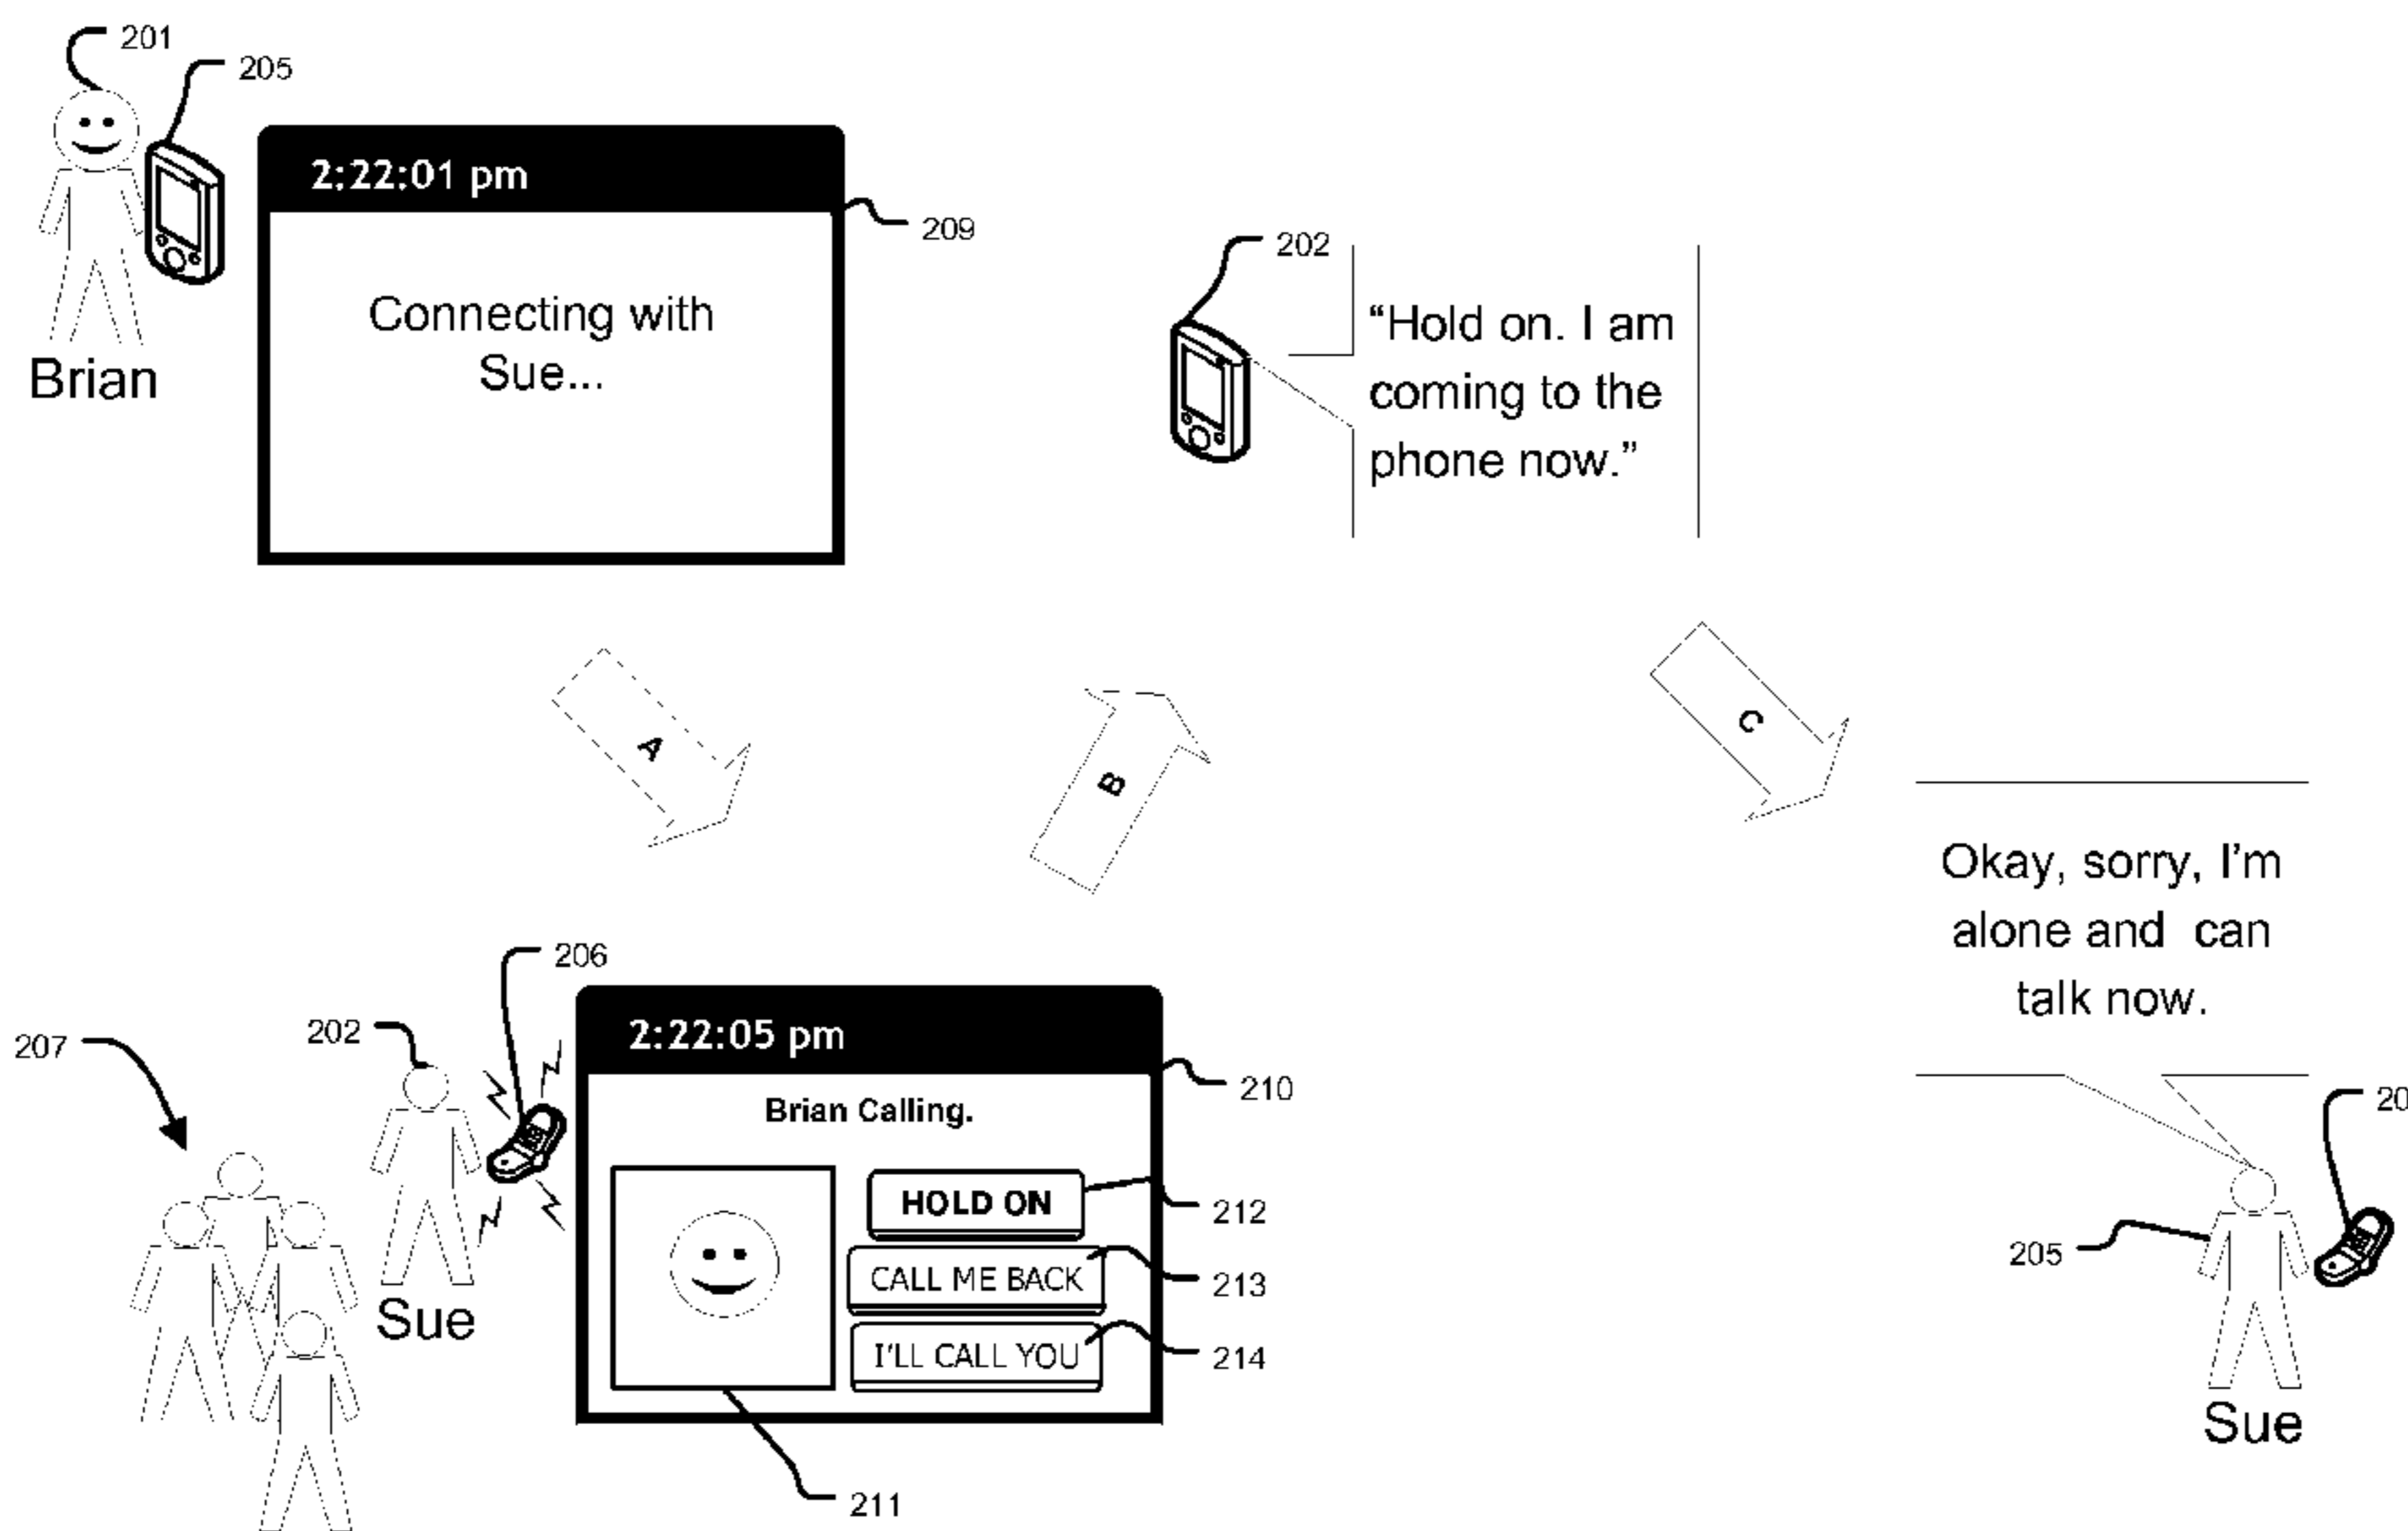 201
205
2:22:01 pm
209
Connecting with
Sue...
Brian
202
“Hold on. I am
coming to the
phone now.”
A
B
C
Okay, sorry, I'm
alone and can
talk now.
207
202
206
2:22:05 pm
210
Brian Calling.
HOLD ON
212
CALL ME BACK
213
I'LL CALL YOU
214
211
Sue
20
205
Sue